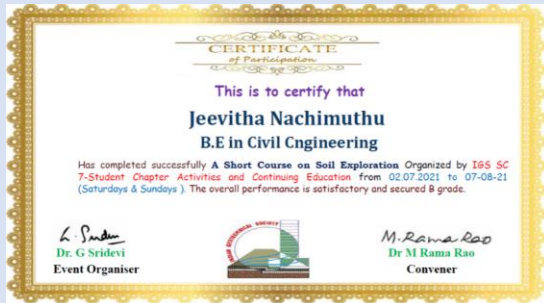 CERTIFICATE
of Participation
This is to certify that
Jeevitha Nachimuthu
B.E in Civil Cngineering
Has completed successfully A Short Course on Soil Exploration Organized by IGS SC
7-Student Chapter Activities and Continuing Education from 02.07.2021 to 07-08-21
(Saturdays & Sundays ). The overall performance is satisfactory and secured B grade.
Dr. G Sridevi
Event Organiser
INDIAN GEOTECHNICAL SOCIETY
M. Rama Rao
Dr M Rama Rao
Convener